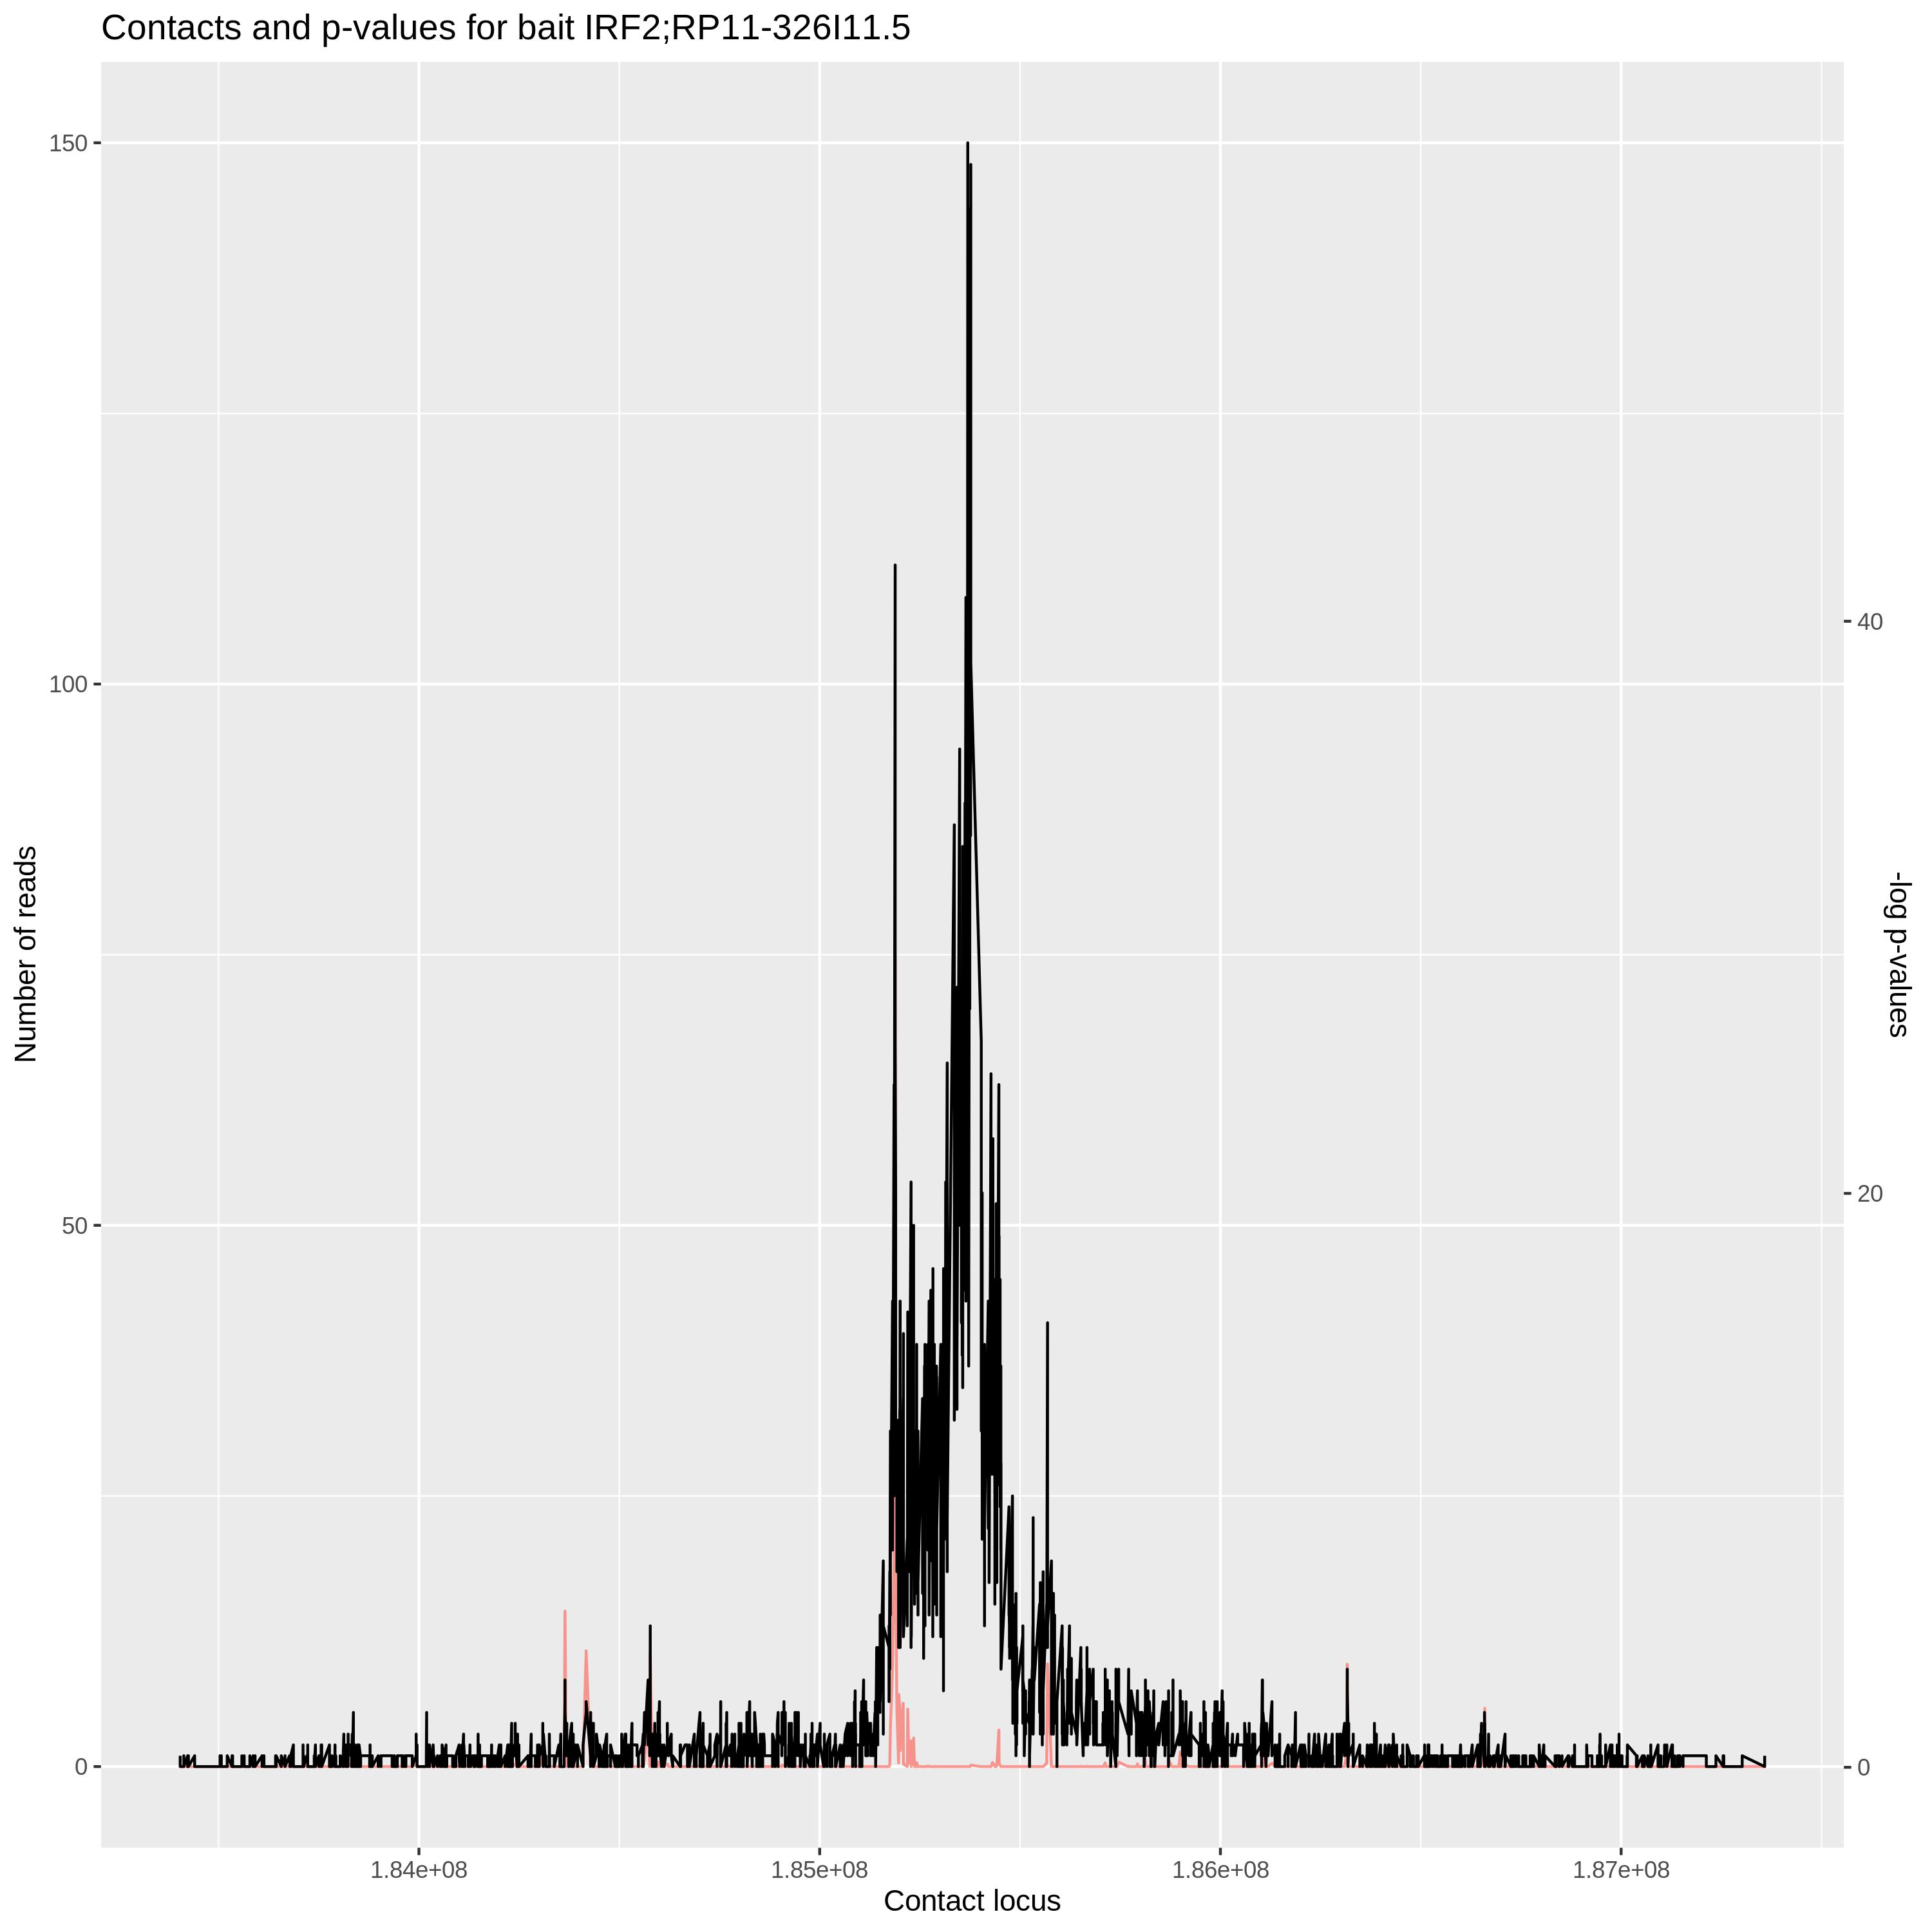 Contacts and p-values for bait IRF2;RP11-326I11.5
150
100
50
0
Number of reads
40
20
0
-log p-values
1.84e+08
1.85e+08
1.86e+08
1.87e+08
Contact locus